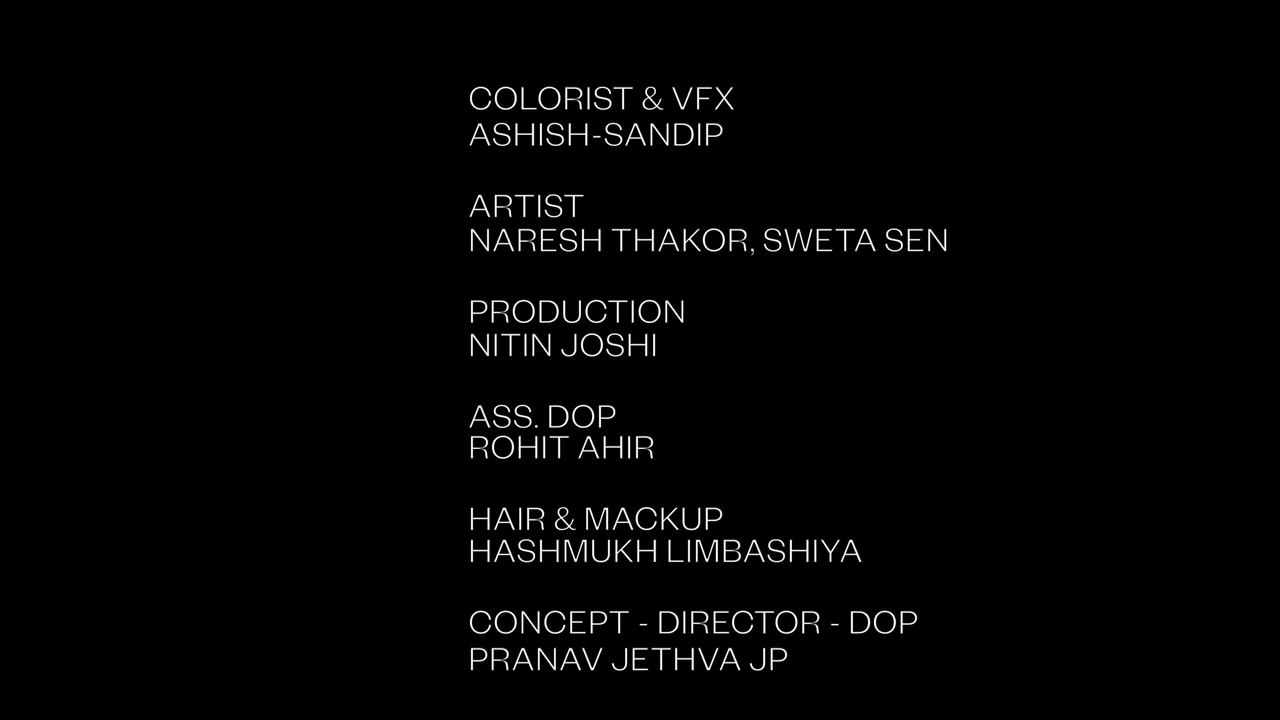 COLORIST & VFX
ASHISH-SANDIP
ARTIST
NARESH THAKOR, SWETA SEN
PRODUCTION
NITIN JOSHI
ASS. DOP
ROHIT AHIR
HAIR & MACKUP
HASHMUKH LIMBASHIYA
CONCEPT - DIRECTOR - DOP
PRANAV JETHVA JP